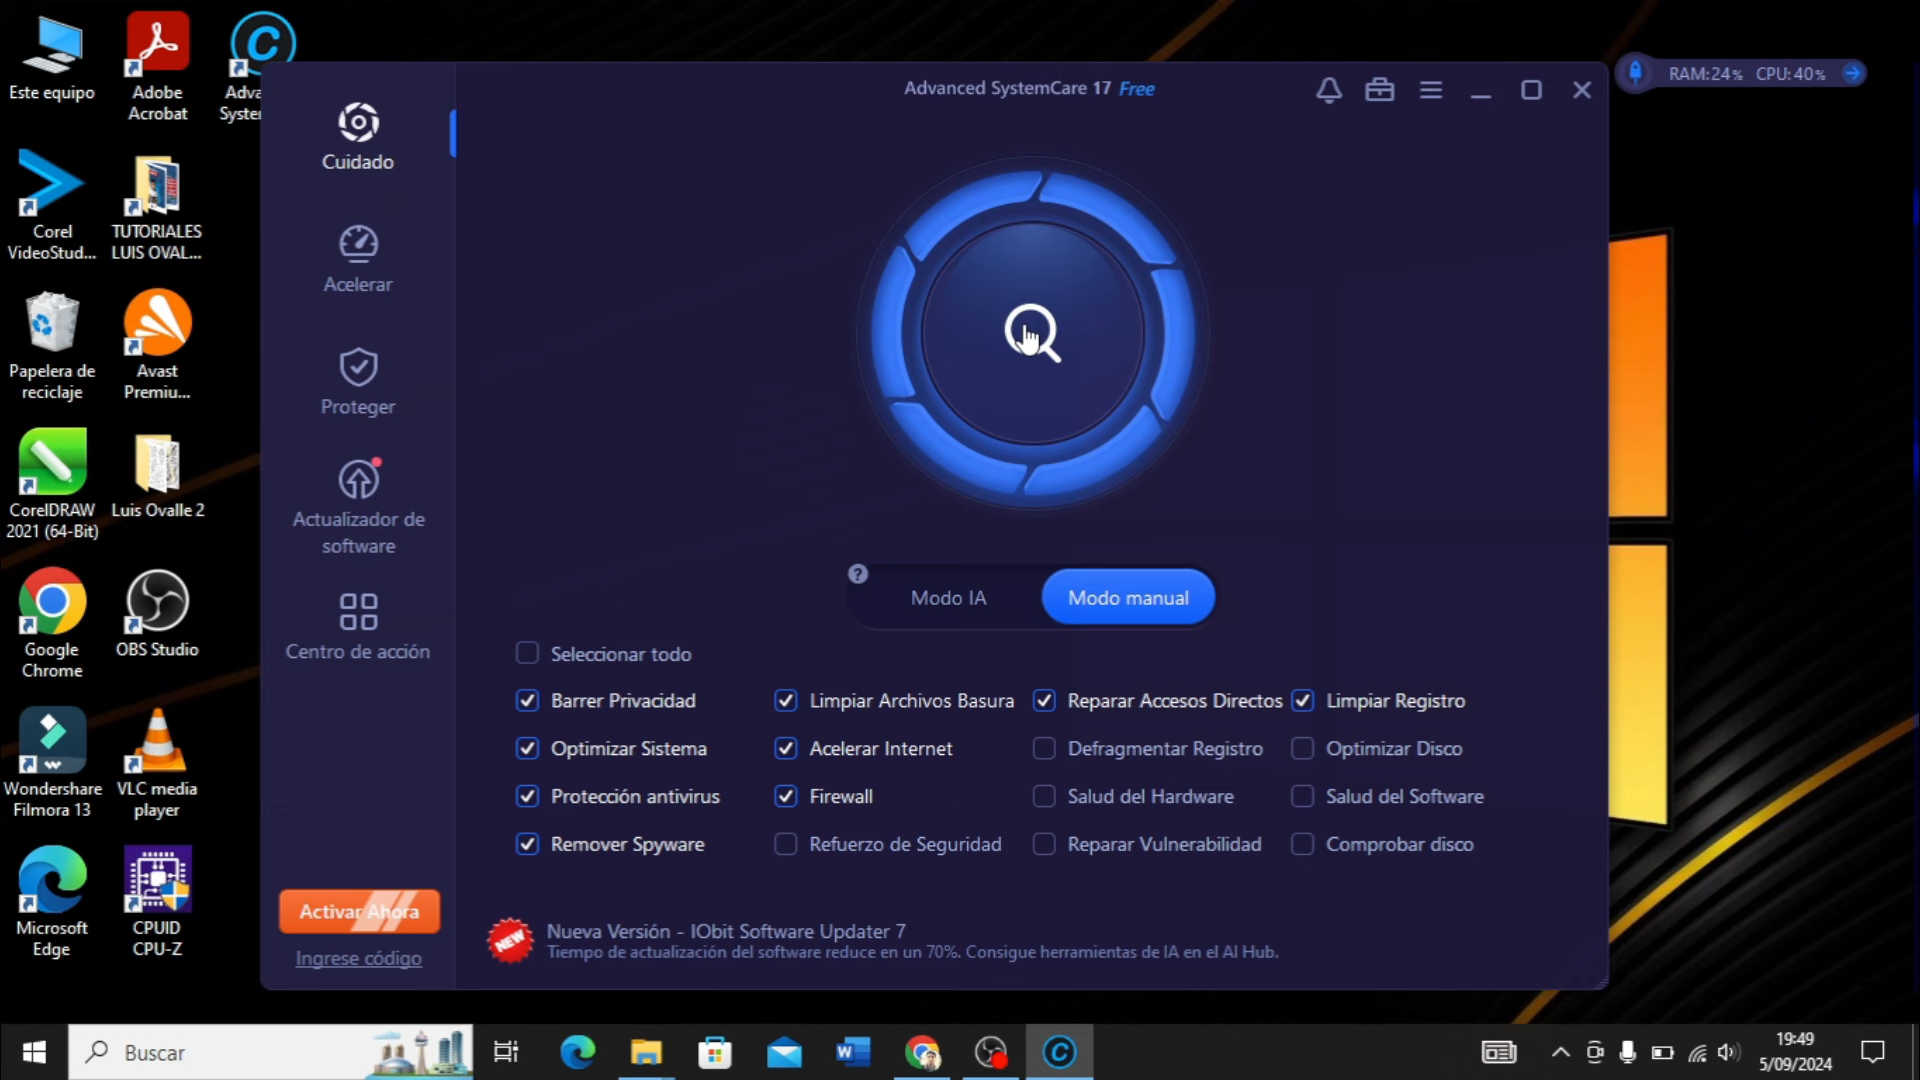 Este equipo
Adobe
Acrobat
Adva
Syste
Corel
VideoStud...
TUTORIALES
LUIS OVAL...
Papelera de
reciclaje
Avast
Premiu...
CorelDRAW
2021 (64-Bit)
Luis Ovalle 2
Google
Chrome
OBS Studio
Wondershare
Filmora 13
VLC media
player
Microsoft
Edge
CPUID
CPU-Z
Advanced SystemCare 17 Free
RAM:24% CPU:40%
Cuidado
Acelerar
Proteger
Actualizador de
software
Centro de acción
Activar Ahora
Ingrese código
? Modo IA Modo manual
Seleccionar todo
Barrer Privacidad Limpiar Archivos Basura Reparar Accesos Directos Limpiar Registro
Optimizar Sistema Acelerar Internet Defragmentar Registro Optimizar Disco
Protección antivirus Firewall Salud del Hardware Salud del Software
Remover Spyware Refuerzo de Seguridad Reparar Vulnerabilidad Comprobar disco
NEW
Nueva Versión - IObit Software Updater 7
Tiempo de actualización del software reduce en un 70%. Consigue herramientas de IA en el AI Hub.
Buscar
19:49
5/09/2024